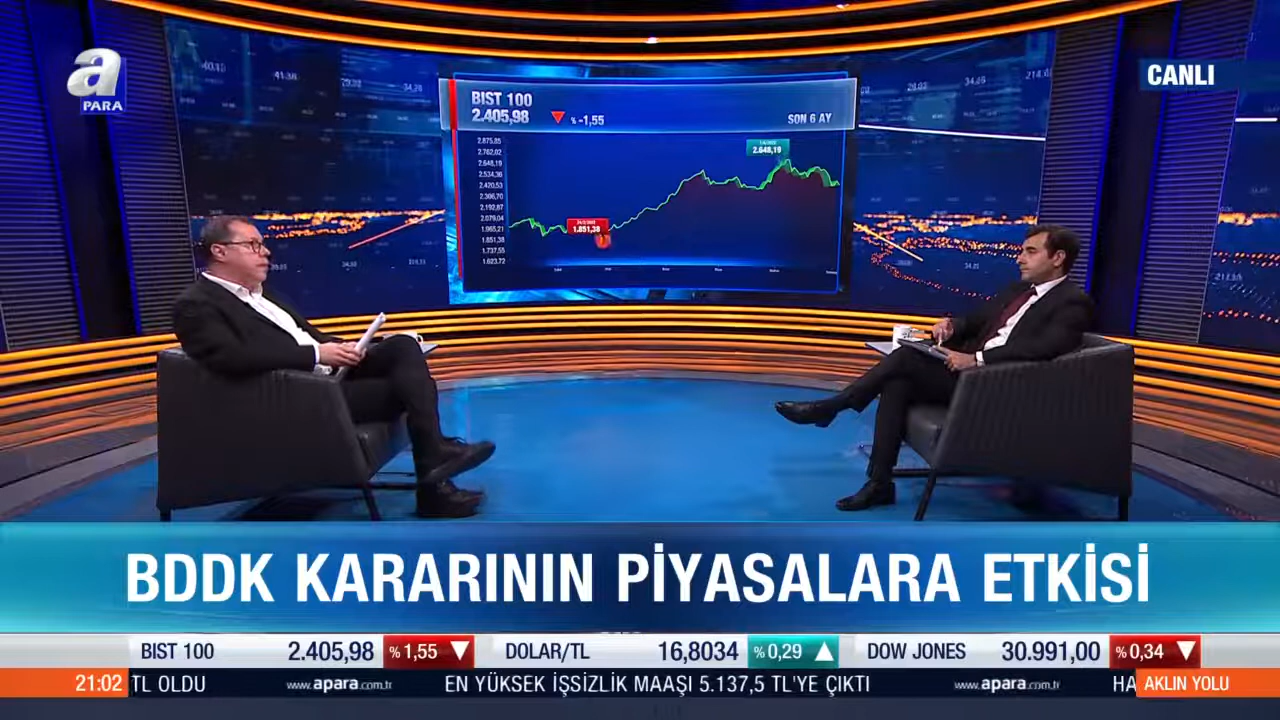 a
PARA
CANLI
BIST 100
2.405,98 ▼ % -1,55
SON 6 AY
2.875,85
2.762,02
2.648,19
2.534,36
2.420,53
2.306,70
2.192,87
2.079,04
1.965,21
1.851,38
1.737,55
1.623,72
2.648,19
1.851,38
BDDK KARARININ PİYASALARA ETKİSİ
BIST 100 2.405,98 % 1,55 ▼ DOLAR/TL 16,8034 % 0,29 ▲ DOW JONES 30.991,00 % 0,34 ▼
21:02 TL OLDU www.apara.com.tr EN YÜKSEK İŞSİZLİK MAAŞI 5.137,5 TL'YE ÇIKTI www.apara.com.tr HA AKLIN YOLU